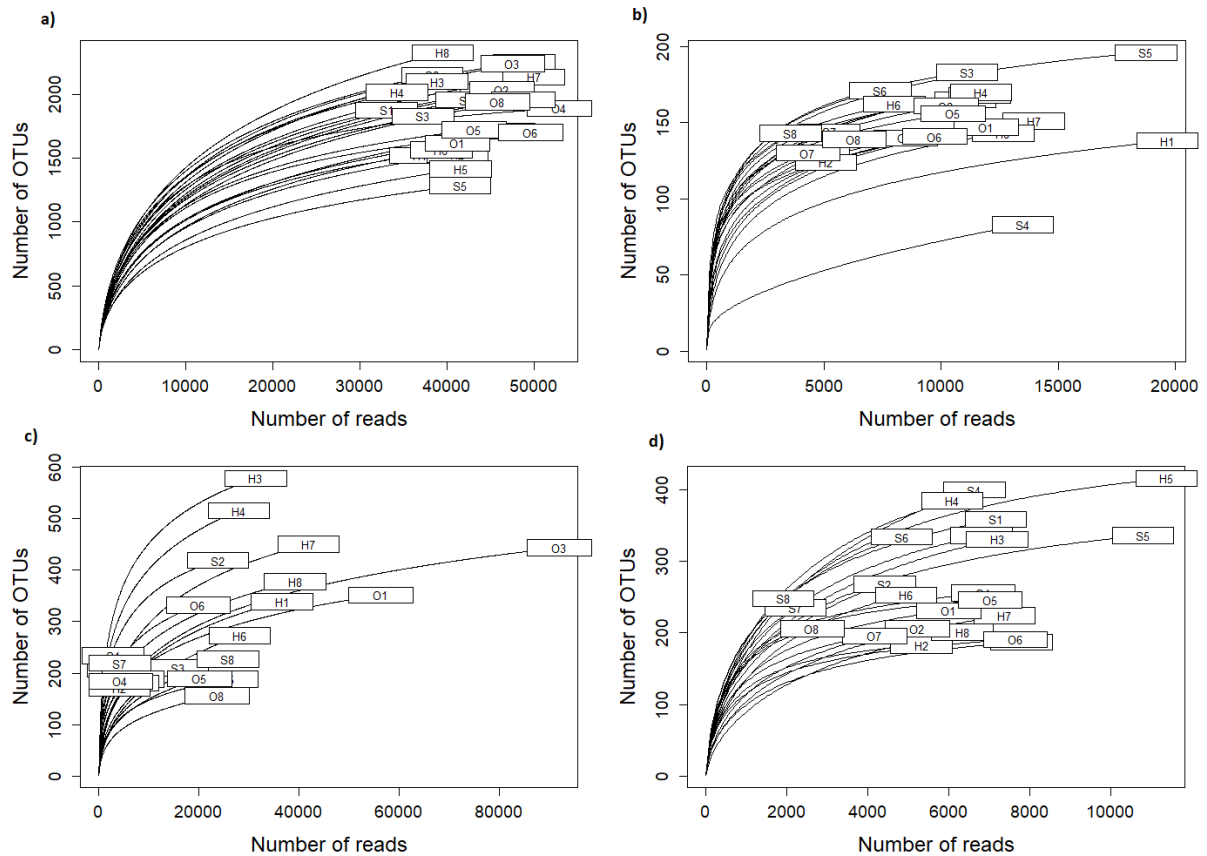 a)
Number of OTUs
0 500 1000 1500 2000
H8
O3
H7
H3
H4
O2
S1
S3
O8
O4
O5
O6
O1
H5
S5
0 10000 20000 30000 40000 50000
Number of reads
b)
Number of OTUs
0 50 100 150 200
S5
S3
S6
H4
H6
O5
H7
O1
S8
O8
O6
H1
O7
H2
S4
0 5000 10000 15000 20000
Number of reads
c)
Number of OTUs
0 100 200 300 400 500 600
H3
H4
H7
O3
S2
H8
O1
H1
O6
H6
S8
S7
S3
O4
O5
H2
O8
0 20000 40000 60000 80000
Number of reads
d)
Number of OTUs
0 100 200 300 400
H5
S4
H4
S1
S6
H3
S5
S2
S8
H6
S7
O5
O1
H7
O8
O2
O7
H8
O6
H2
0 2000 4000 6000 8000 10000
Number of reads